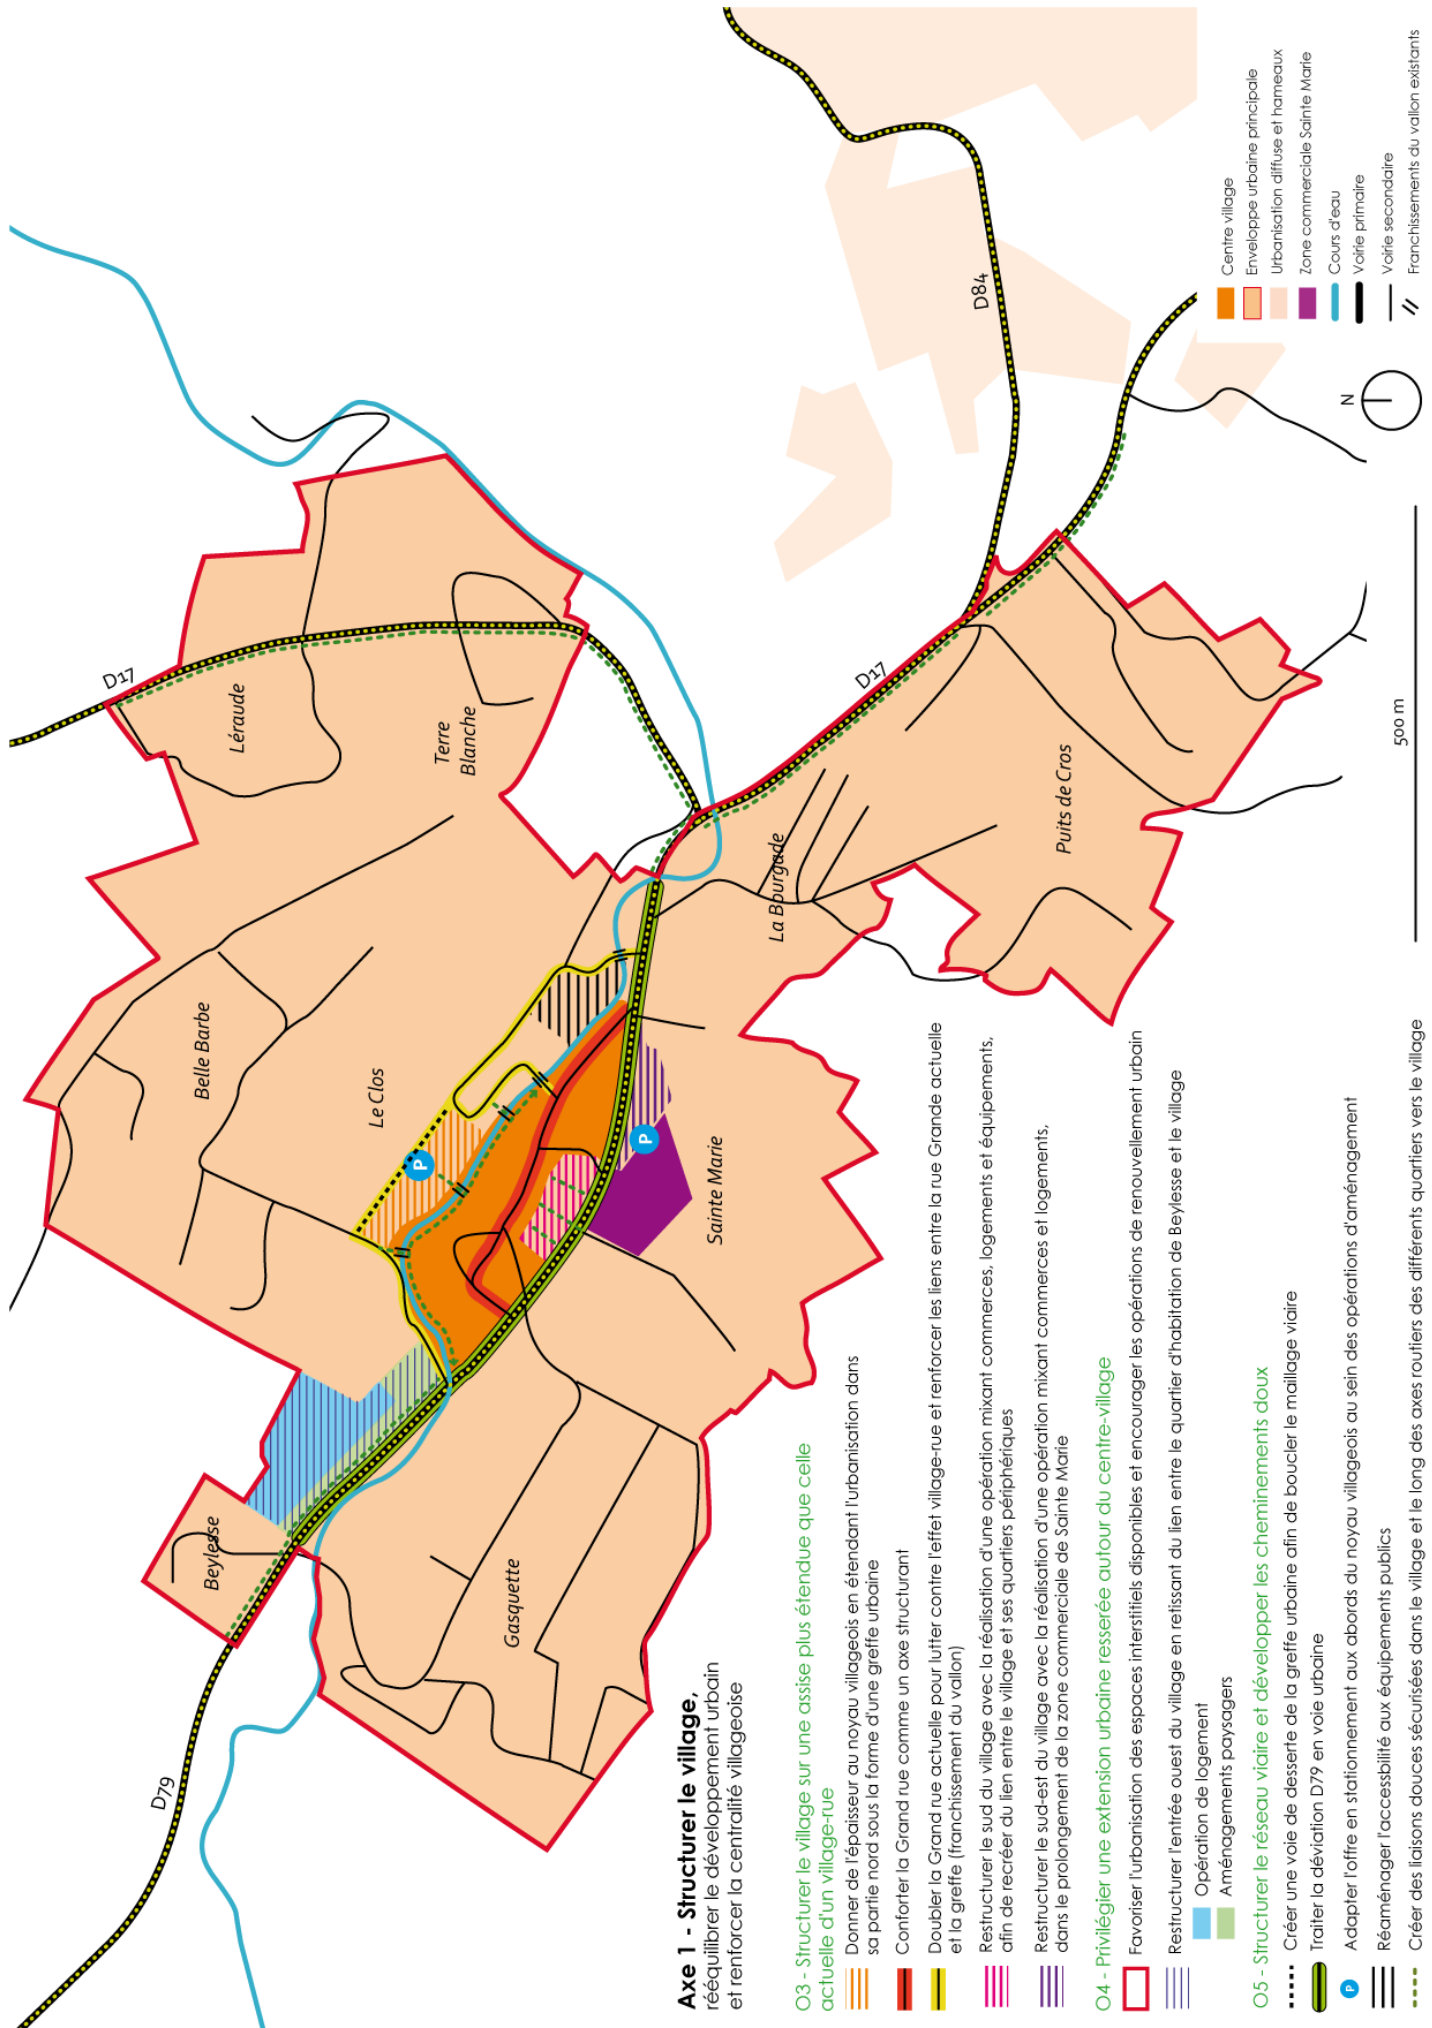 Axe 1 - Structurer le village,
rééquilibrer le développement urbain
et renforcer la centralité villageoise
O3 - Structurer le village sur une assise plus étendue que celle
actuelle d'un village-rue
Donner de l'épaisseur au noyau villageois en étendant l'urbanisation dans
sa partie nord sous la forme d'une greffe urbaine
Conforter la Grand rue comme un axe structurant
Doubler la Grand rue actuelle pour lutter contre l'effet village-rue et renforcer les liens entre la rue Grande actuelle
et la greffe (franchissement du vallon)
Restructurer le sud du village avec la réalisation d'une opération mixant commerces, logements et équipements,
afin de recréer du lien entre le village et ses quartiers périphériques
Restructurer le sud-est du village avec la réalisation d'une opération mixant commerces et logements,
dans le prolongement de la zone commerciale de Sainte Marie
O4 - Privilégier une extension urbaine resserée autour du centre-village
Favoriser l'urbanisation des espaces interstitiels disponibles et encourager les opérations de renouvellement urbain
Restructurer l'entrée ouest du village en retissant du lien entre le quartier d'habitation de Beylesse et le village
Opération de logement
Aménagements paysagers
O5 - Structurer le réseau viaire et développer les cheminements doux
Créer une voie de desserte de la greffe urbaine afin de boucler le maillage viaire
Traiter la déviation D79 en voie urbaine
P
Adapter l'offre en stationnement aux abords du noyau villageois au sein des opérations d'aménagement
Réaménager l'accessbilité aux équipements publics
Créer des liaisons douces sécurisées dans le village et le long des axes routiers des différents quartiers vers le village
D79
Beylesse
Gasquette
Belle Barbe
Le Clos
P
P
Sainte Marie
Léraude
Terre
Blanche
D17
La Bourgade
D17
Puits de Cros
D84
500 m
N
Centre village
Enveloppe urbaine principale
Urbanisation diffuse et hameaux
Zone commerciale Sainte Marie
Cours d'eau
Voirie primaire
Voirie secondaire
Franchissements du vallon existants